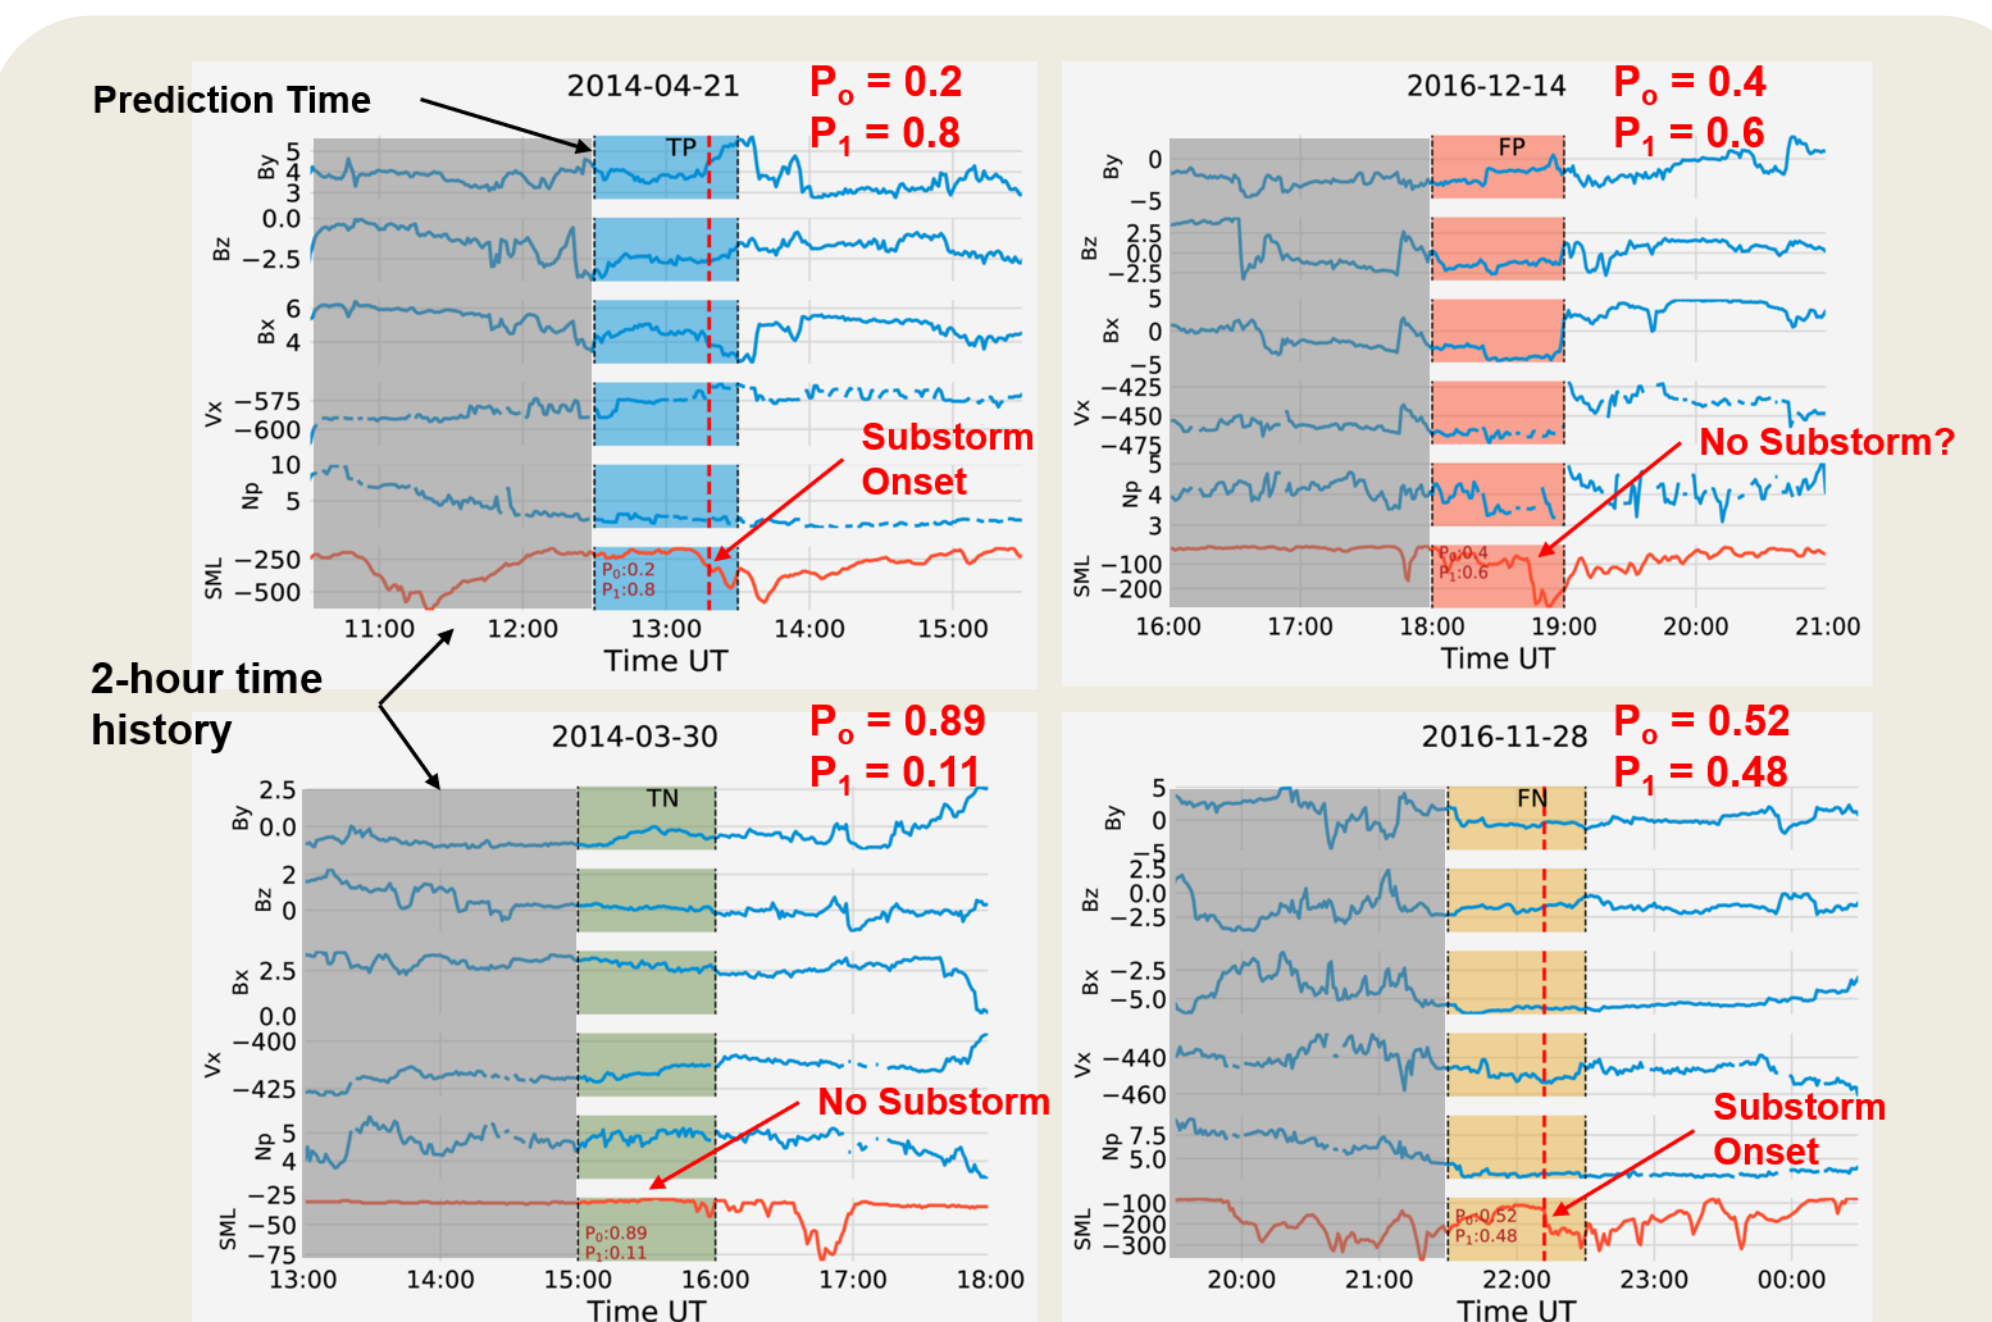 Prediction Time
2014-04-21
Po = 0.2
P1 = 0.8
TP
By
5
4
3
Bz
0.0
−2.5
Bx
6
4
Vx
−575
−600
Np
10
5
SML
−250
−500
P0:0.2
P1:0.8
Substorm
Onset
11:00 12:00 13:00 14:00 15:00
Time UT
2016-12-14
Po = 0.4
P1 = 0.6
FP
By
0
−5
Bz
2.5
0.0
−2.5
Bx
5
0
−5
Vx
−425
−450
−475
Np
5
4
3
SML
−100
−200
P0:0.4
P1:0.6
No Substorm?
16:00 17:00 18:00 19:00 20:00 21:00
Time UT
2-hour time
history
2014-03-30
Po = 0.89
P1 = 0.11
TN
By
2.5
0.0
Bz
2
0
Bx
2.5
0.0
Vx
−400
−425
Np
5
4
SML
−25
−50
−75
P0:0.89
P1:0.11
No Substorm
13:00 14:00 15:00 16:00 17:00 18:00
Time UT
2016-11-28
Po = 0.52
P1 = 0.48
FN
By
5
0
−5
Bz
2.5
0.0
−2.5
Bx
−2.5
−5.0
Vx
−440
−460
Np
7.5
5.0
SML
−100
−200
−300
P0:0.52
P1:0.48
Substorm
Onset
20:00 21:00 22:00 23:00 00:00
Time UT